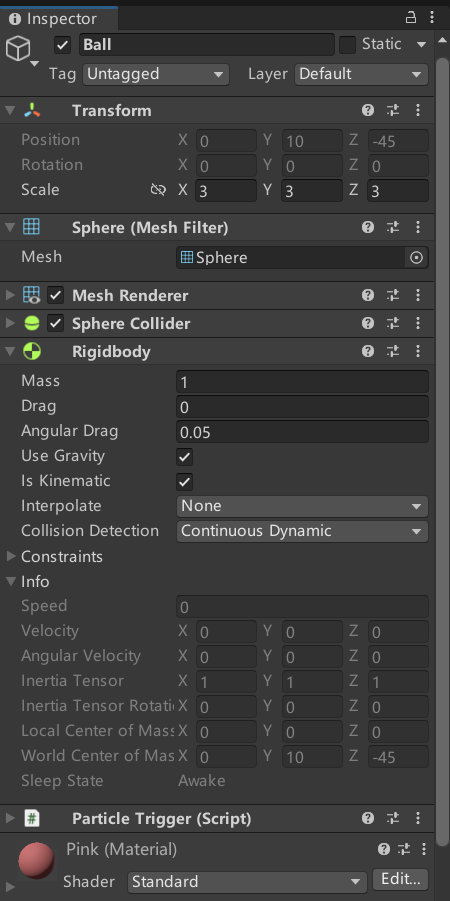 Inspector
Ball Static
Tag Untagged Layer Default
Transform
Position X 0 Y 10 Z -45
Rotation X 0 Y 0 Z 0
Scale X 3 Y 3 Z 3
Sphere (Mesh Filter)
Mesh Sphere
Mesh Renderer
Sphere Collider
Rigidbody
Mass 1
Drag 0
Angular Drag 0.05
Use Gravity
Is Kinematic
Interpolate None
Collision Detection Continuous Dynamic
Constraints
Info
Speed 0
Velocity X 0 Y 0 Z 0
Angular Velocity X 0 Y 0 Z 0
Inertia Tensor X 1 Y 1 Z 1
Inertia Tensor Rotati X 0 Y 0 Z 0
Local Center of Mass X 0 Y 0 Z 0
World Center of Mas X 0 Y 10 Z -45
Sleep State Awake
# Particle Trigger (Script)
Pink (Material)
Shader Standard Edit...